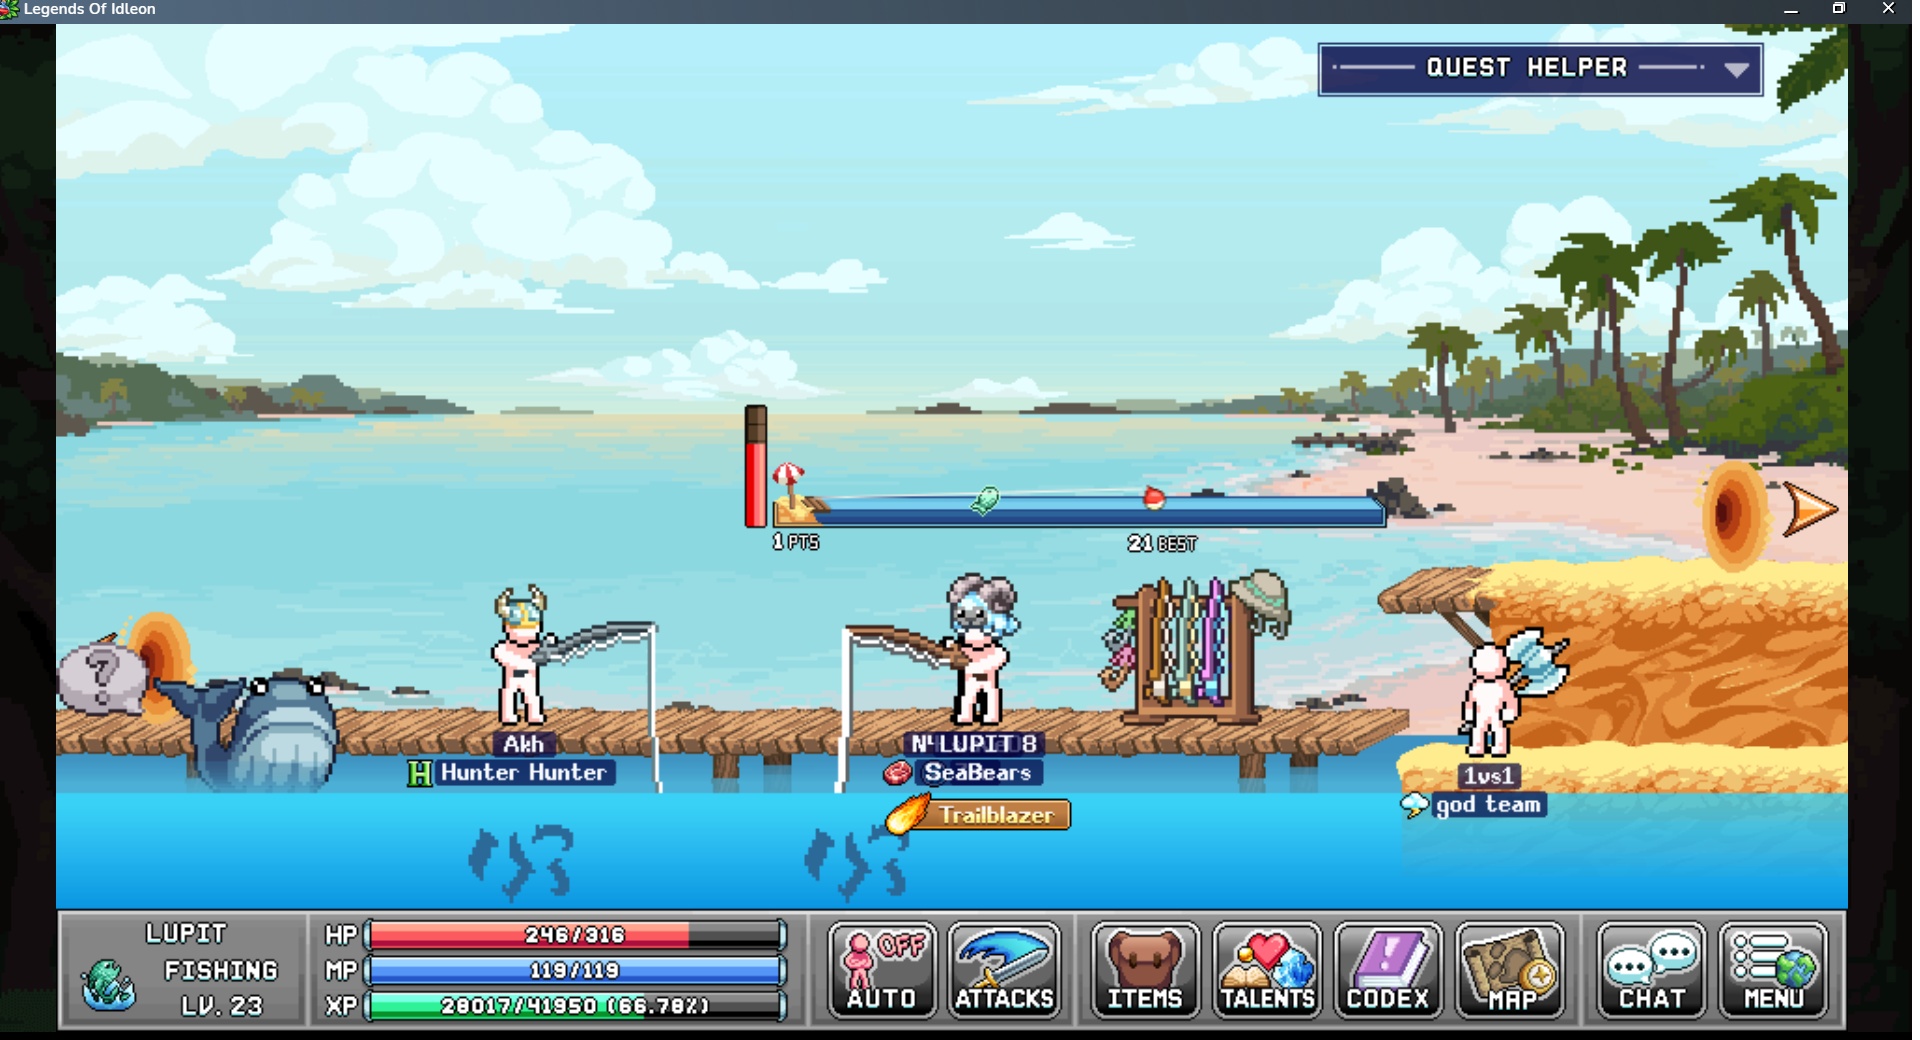 Legends Of Idleon
QUEST HELPER
1 PTS
21 BEST
?
Akh
H Hunter Hunter
LUPIT
SeaBears
Trailblazer
1vs1
god team
LUPIT
FISHING
LV. 23
HP 246/316
MP 119/119
XP 28017/41950 (66.78%)
OFF
AUTO
ATTACKS
ITEMS
TALENTS
CODEX
MAP
CHAT
MENU